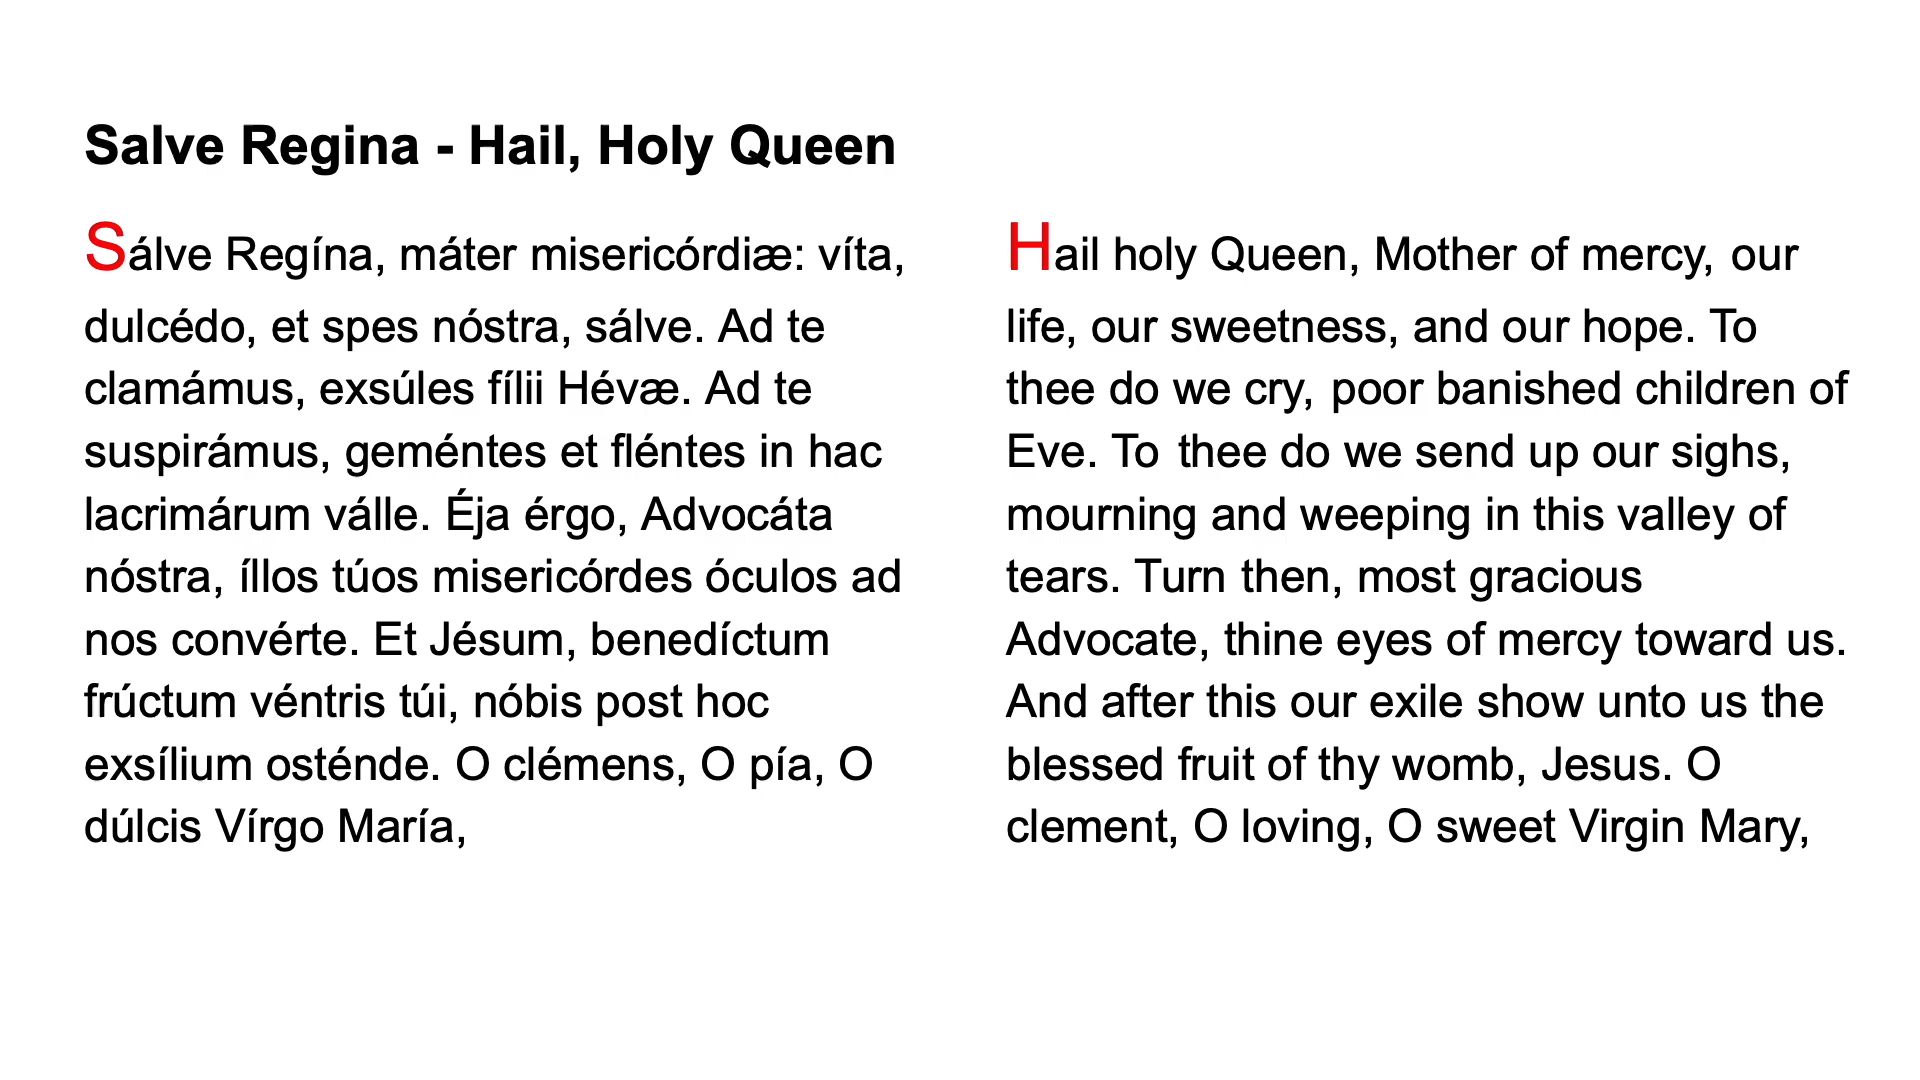 Salve Regina - Hail, Holy Queen
Sálve Regína, máter misericórdiæ: víta,
dulcédo, et spes nóstra, sálve. Ad te
clamámus, exsúles fílii Hévæ. Ad te
suspirámus, geméntes et fléntes in hac
lacrimárum válle. Éja érgo, Advocáta
nóstra, íllos túos misericórdes óculos ad
nos convérte. Et Jésum, benedíctum
frúctum véntris túi, nóbis post hoc
exsílium osténde. O clémens, O pía, O
dúlcis Vírgo María,
Hail holy Queen, Mother of mercy, our
life, our sweetness, and our hope. To
thee do we cry, poor banished children of
Eve. To thee do we send up our sighs,
mourning and weeping in this valley of
tears. Turn then, most gracious
Advocate, thine eyes of mercy toward us.
And after this our exile show unto us the
blessed fruit of thy womb, Jesus. O
clement, O loving, O sweet Virgin Mary,